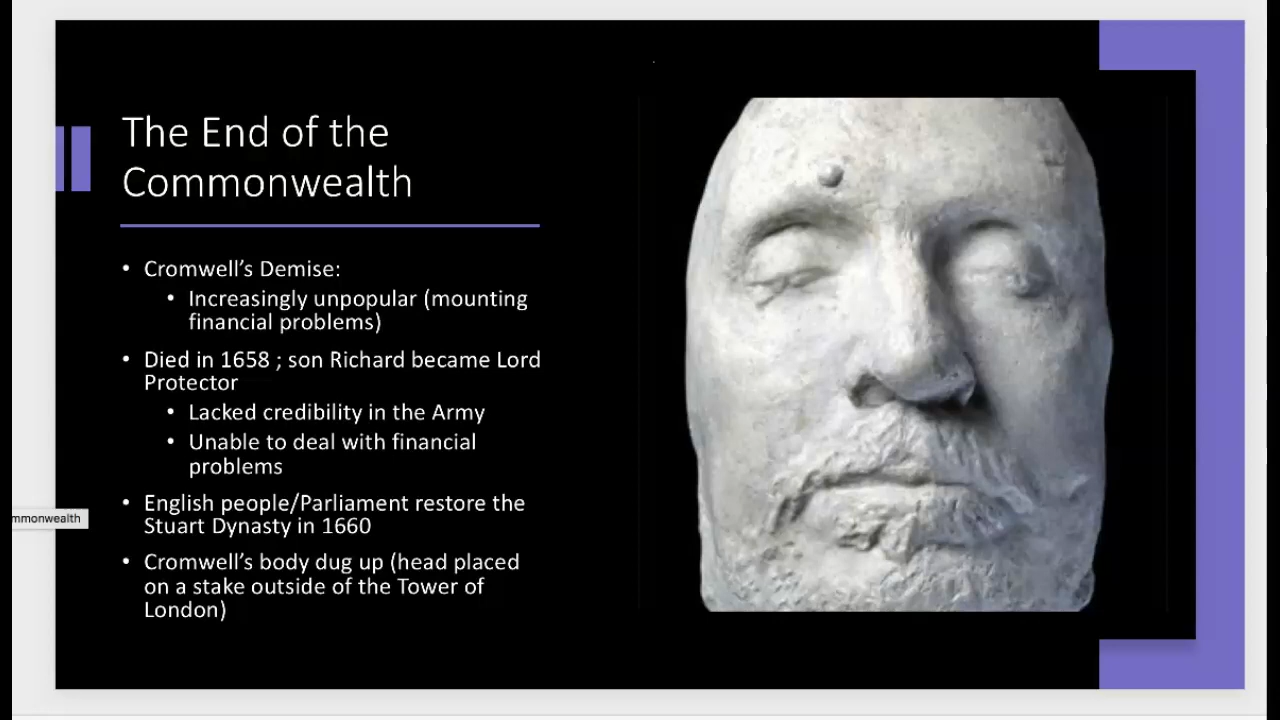 The End of the
Commonwealth
• Cromwell’s Demise:
• Increasingly unpopular (mounting
financial problems)
• Died in 1658 ; son Richard became Lord
Protector
• Lacked credibility in the Army
• Unable to deal with financial
problems
• English people/Parliament restore the
Stuart Dynasty in 1660
mmonwealth
• Cromwell’s body dug up (head placed
on a stake outside of the Tower of
London)